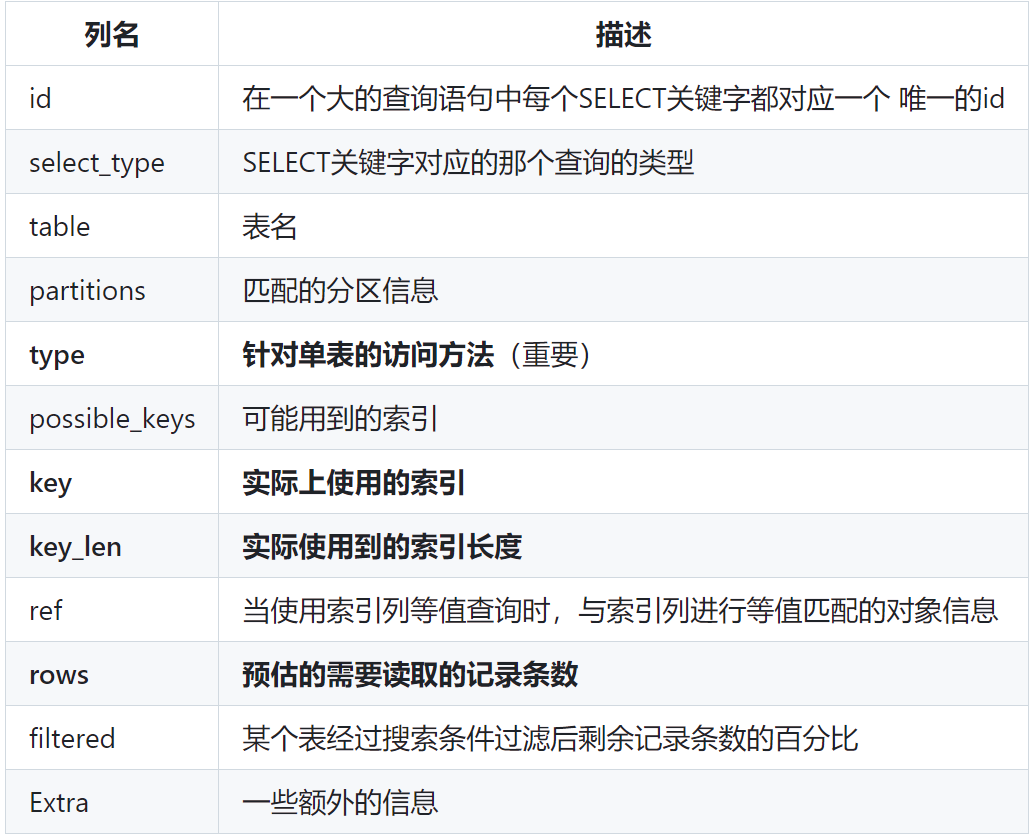 列名 描述
id 在一个大的查询语句中每个SELECT关键字都对应一个 唯一的id
select_type SELECT关键字对应的那个查询的类型
table 表名
partitions 匹配的分区信息
type 针对单表的访问方法（重要）
possible_keys 可能用到的索引
key 实际上使用的索引
key_len 实际使用到的索引长度
ref 当使用索引列等值查询时，与索引列进行等值匹配的对象信息
rows 预估的需要读取的记录条数
filtered 某个表经过搜索条件过滤后剩余记录条数的百分比
Extra 一些额外的信息